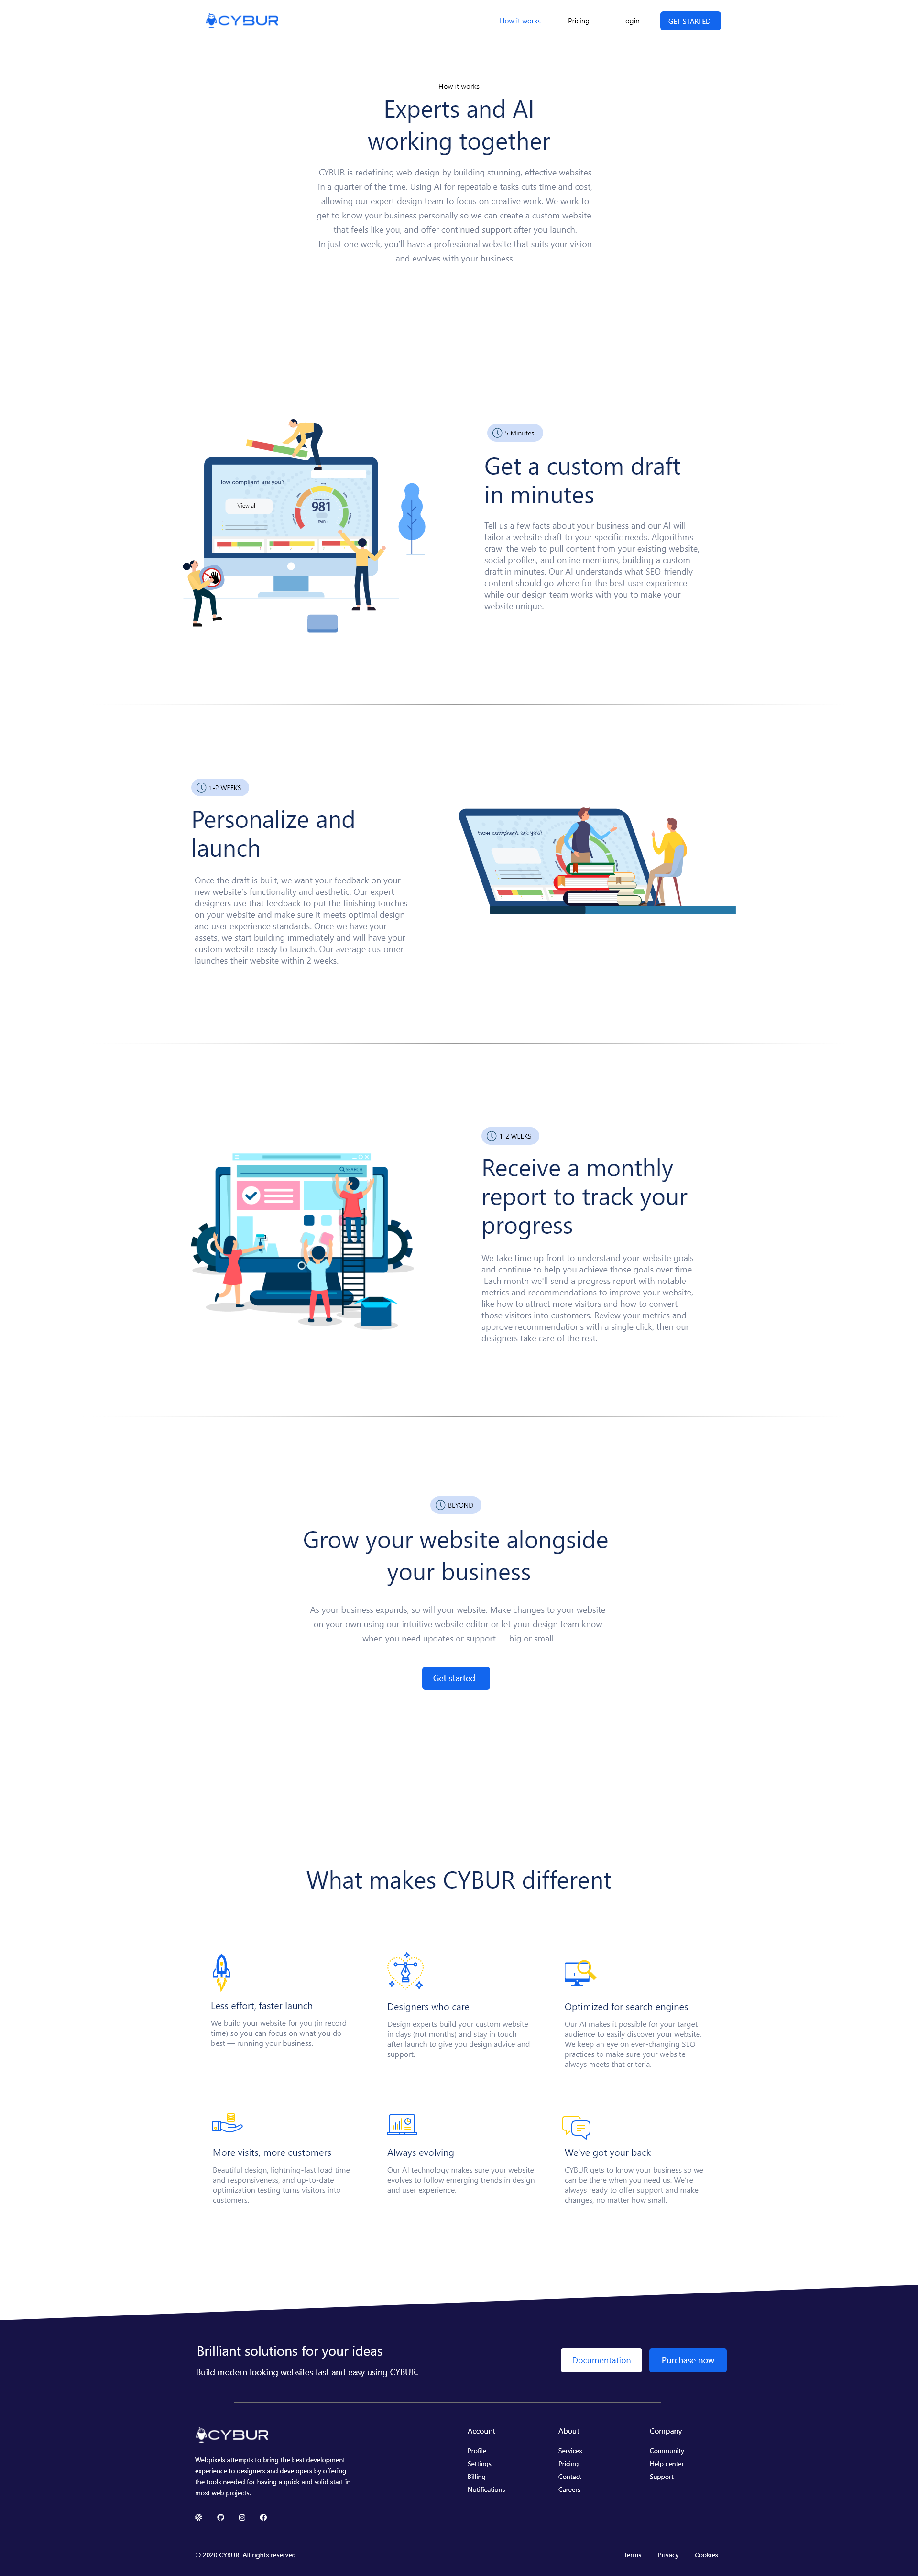 CYBUR
How it works
Pricing
Login
GET STARTED
How it works
Experts and AI
working together
CYBUR is redefining web design by building stunning, effective websites
in a quarter of the time. Using AI for repeatable tasks cuts time and cost,
allowing our expert design team to focus on creative work. We work to
get to know your business personally so we can create a custom website
that feels like you, and offer continued support after you launch.
In just one week, you'll have a professional website that suits your vision
and evolves with your business.
How compliant are you?
View all
981
FAIR
5 Minutes
Get a custom draft
in minutes
Tell us a few facts about your business and our AI will
tailor a website draft to your specific needs. Algorithms
crawl the web to pull content from your existing website,
social profiles, and online mentions, building a custom
draft in minutes. Our AI understands what SEO-friendly
content should go where for the best user experience,
while our design team works with you to make your
website unique.
1-2 WEEKS
Personalize and
launch
Once the draft is built, we want your feedback on your
new website's functionality and aesthetic. Our expert
designers use that feedback to put the finishing touches
on your website and make sure it meets optimal design
and user experience standards. Once we have your
assets, we start building immediately and will have your
custom website ready to launch. Our average customer
launches their website within 2 weeks.
How compliant are you?
SEARCH
1-2 WEEKS
Receive a monthly
report to track your
progress
We take time up front to understand your website goals
and continue to help you achieve those goals over time.
Each month we'll send a progress report with notable
metrics and recommendations to improve your website,
like how to attract more visitors and how to convert
those visitors into customers. Review your metrics and
approve recommendations with a single click, then our
designers take care of the rest.
BEYOND
Grow your website alongside
your business
As your business expands, so will your website. Make changes to your website
on your own using our intuitive website editor or let your design team know
when you need updates or support — big or small.
Get started
What makes CYBUR different
Less effort, faster launch
We build your website for you (in record
time) so you can focus on what you do
best — running your business.
Designers who care
Design experts build your custom website
in days (not months) and stay in touch
after launch to give you design advice and
support.
Optimized for search engines
Our AI makes it possible for your target
audience to easily discover your website.
We keep an eye on ever-changing SEO
practices to make sure your website
always meets that criteria.
More visits, more customers
Beautiful design, lightning-fast load time
and responsiveness, and up-to-date
optimization testing turns visitors into
customers.
Always evolving
Our AI technology makes sure your website
evolves to follow emerging trends in design
and user experience.
We've got your back
CYBUR gets to know your business so we
can be there when you need us. We're
always ready to offer support and make
changes, no matter how small.
Brilliant solutions for your ideas
Build modern looking websites fast and easy using CYBUR.
Documentation
Purchase now
CYBUR
Webpixels attempts to bring the best development
experience to designers and developers by offering
the tools needed for having a quick and solid start in
most web projects.
Account
Profile
Settings
Billing
Notifications
About
Services
Pricing
Contact
Careers
Company
Community
Help center
Support
© 2020 CYBUR. All rights reserved
Terms
Privacy
Cookies